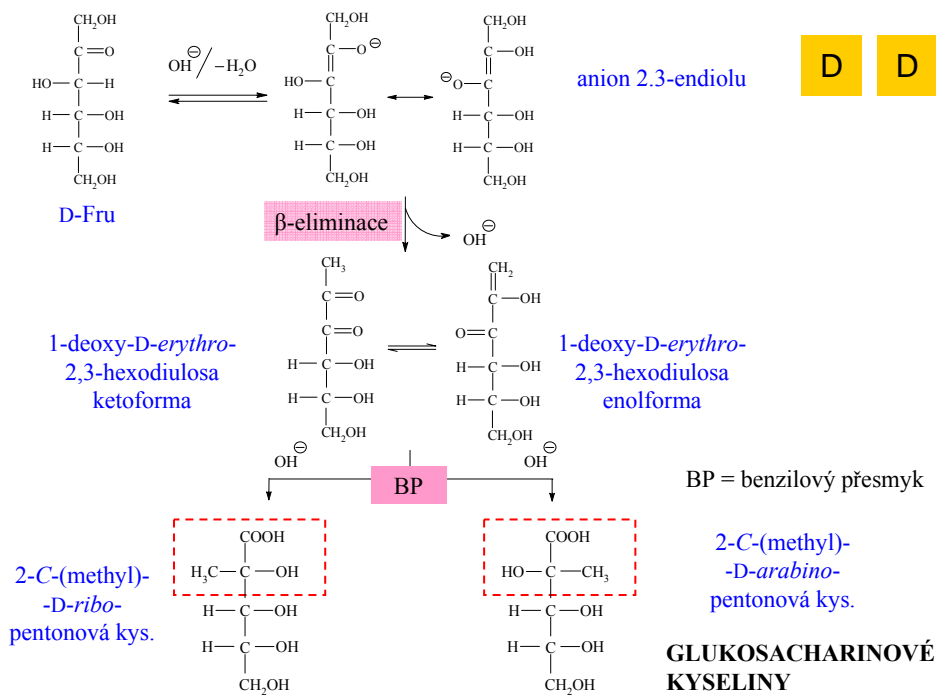 CH₂OH
C=O
HO—C—H
H—C—OH
H—C—OH
CH₂OH
D-Fru
OH⊖/−H₂O
CH₂OH
C—O⊖
HO—C
H—C—OH
H—C—OH
CH₂OH
CH₂OH
C—OH
⊖O—C
H—C—OH
H—C—OH
CH₂OH
anion 2.3-endiolu
D D
β-eliminace
OH⊖
CH₃
C=O
C=O
H—C—OH
H—C—OH
CH₂OH
1-deoxy-D-erythro-
2,3-hexodiulosa
ketoforma
CH₂
C—OH
O=C
H—C—OH
H—C—OH
CH₂OH
1-deoxy-D-erythro-
2,3-hexodiulosa
enolforma
OH⊖
OH⊖
BP
BP = benzilový přesmyk
COOH
H₃C—C—OH
H—C—OH
H—C—OH
CH₂OH
2-C-(methyl)-
-D-ribo-
pentonová kys.
COOH
HO—C—CH₃
H—C—OH
H—C—OH
CH₂OH
2-C-(methyl)-
-D-arabino-
pentonová kys.
GLUKOSACHARINOVÉ
KYSELINY